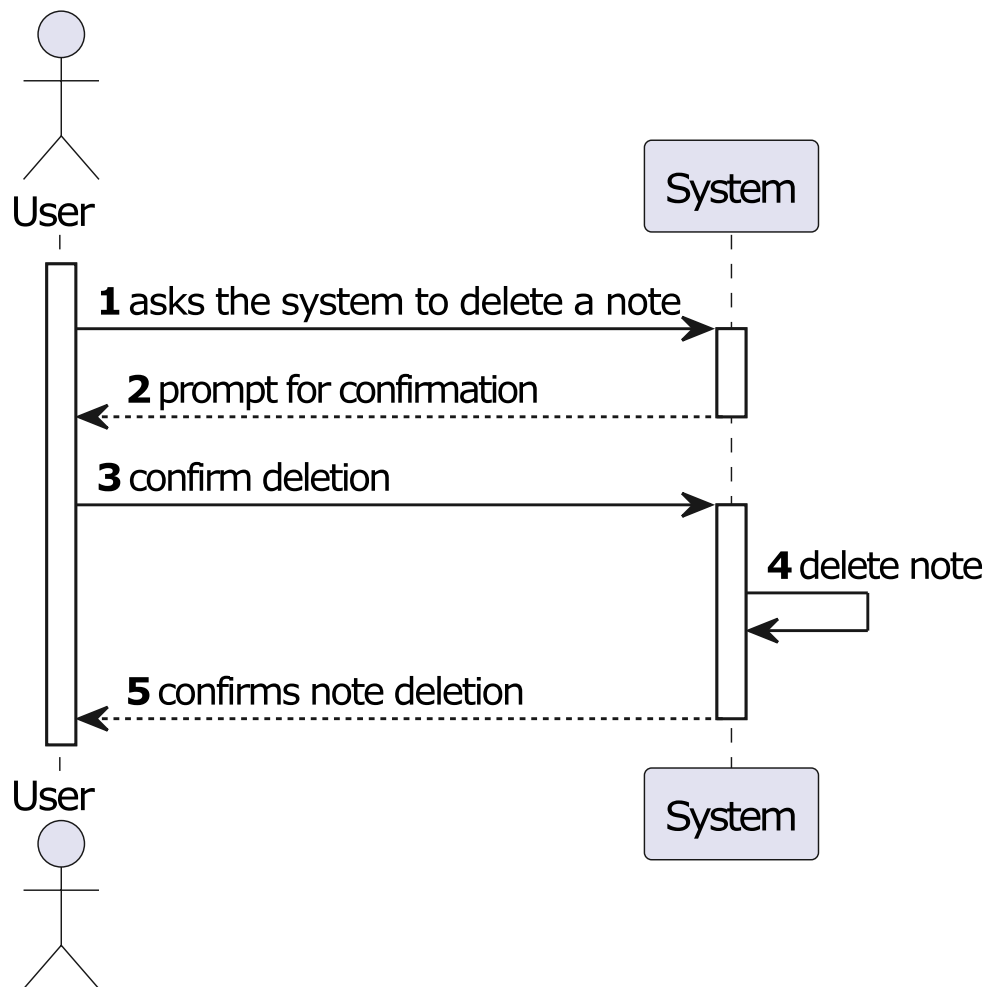 User
System
1 asks the system to delete a note
2 prompt for confirmation
3 confirm deletion
4 delete note
5 confirms note deletion
User
System